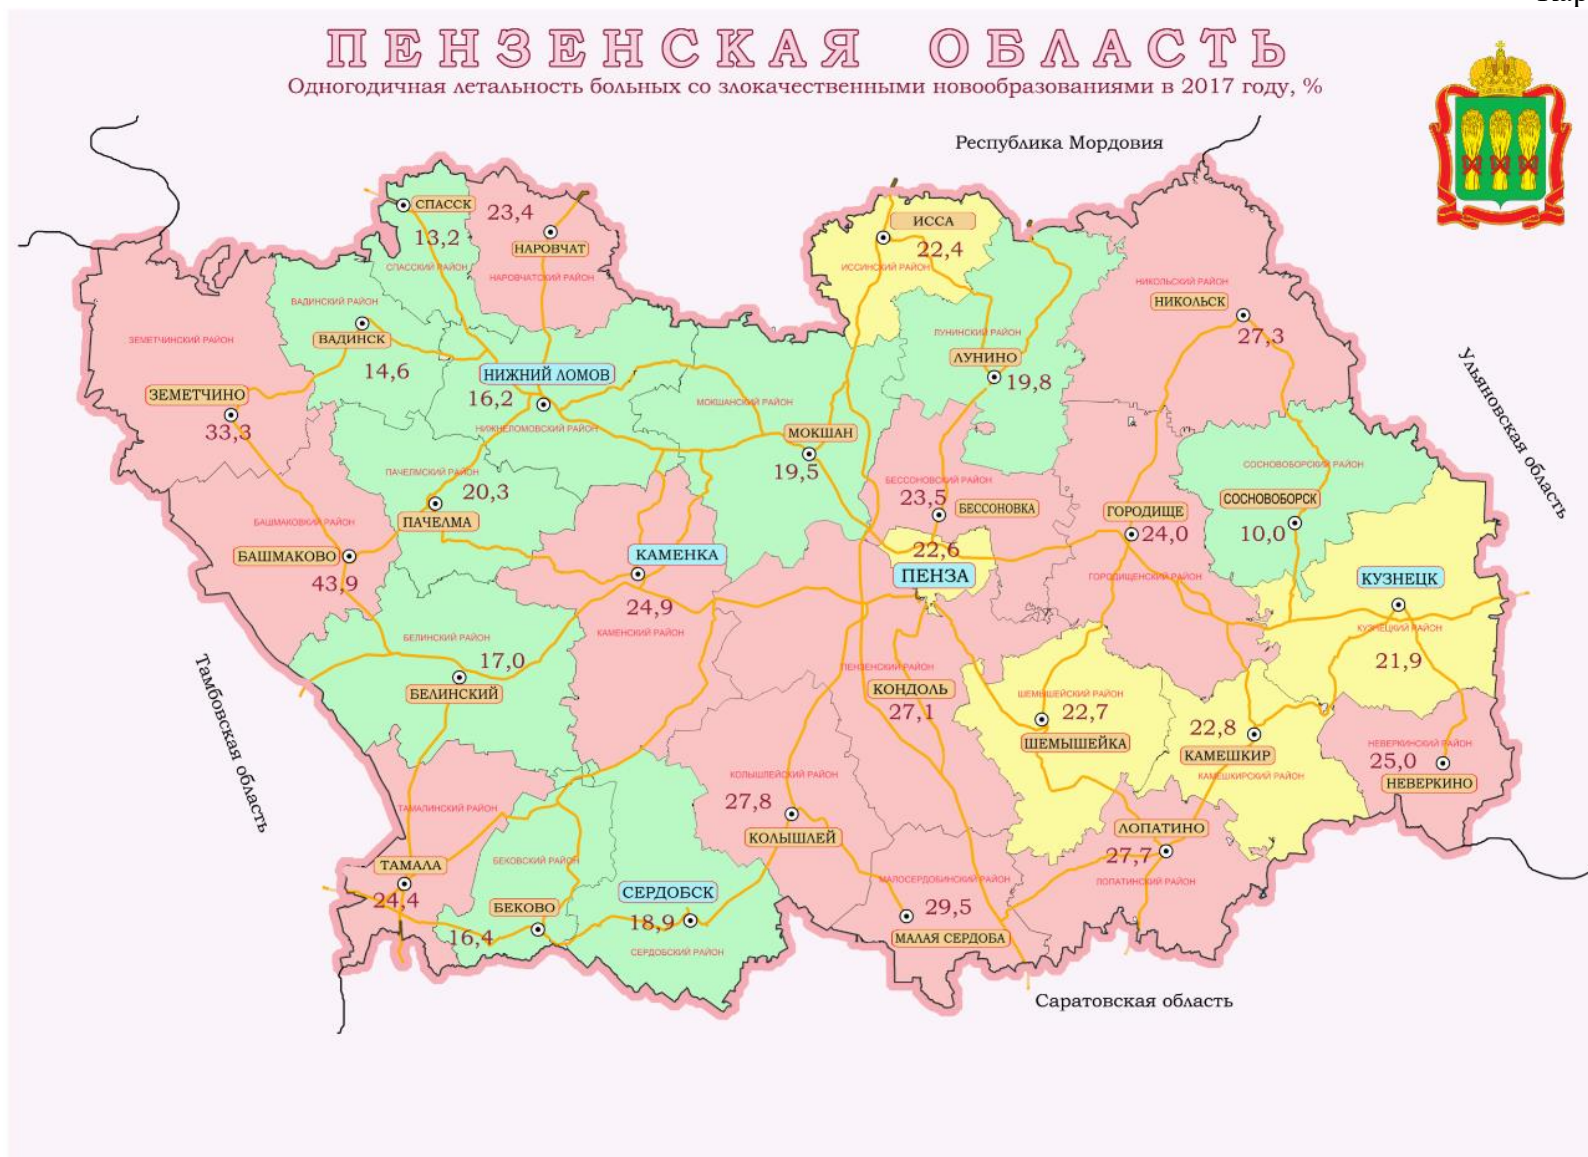 ПЕНЗЕНСКАЯ ОБЛАСТЬ
Одногодичная летальность больных со злокачественными новообразованиями в 2017 году, %
Республика Мордовия
СПАССК
13,2
СПАССКИЙ РАЙОН
23,4
НАРОВЧАТ
НАРОВЧАТСКИЙ РАЙОН
ИССА
22,4
ИССИНСКИЙ РАЙОН
НИКОЛЬСКИЙ РАЙОН
НИКОЛЬСК
27,3
ВАДИНСКИЙ РАЙОН
ВАДИНСК
14,6
ЗЕМЕТЧИНСКИЙ РАЙОН
ЗЕМЕТЧИНО
33,3
НИЖНИЙ ЛОМОВ
16,2
НИЖНЕЛОМОВСКИЙ РАЙОН
ЛУНИНСКИЙ РАЙОН
ЛУНИНО
19,8
МОКШАНСКИЙ РАЙОН
МОКШАН
19,5
Ульяновская область
ПАЧЕЛМСКИЙ РАЙОН
20,3
ПАЧЕЛМА
БЕССОНОВСКИЙ РАЙОН
23,5
БЕССОНОВКА
СОСНОВОБОРСКИЙ РАЙОН
СОСНОВОБОРСК
10,0
ГОРОДИЩЕ
24,0
ГОРОДИЩЕНСКИЙ РАЙОН
БАШМАКОВКИЙ РАЙОН
БАШМАКОВО
43,9
КАМЕНКА
24,9
КАМЕНСКИЙ РАЙОН
22,6
ПЕНЗА
КУЗНЕЦК
КУЗНЕЦКИЙ РАЙОН
21,9
БЕЛИНСКИЙ РАЙОН
17,0
БЕЛИНСКИЙ
ПЕНЗЕНСКИЙ РАЙОН
КОНДОЛЬ
27,1
ШЕМЫШЕЙСКИЙ РАЙОН
22,7
ШЕМЫШЕЙКА
22,8
КАМЕШКИР
КАМЕШКИРСКИЙ РАЙОН
НЕВЕРКИНСКИЙ РАЙОН
25,0
НЕВЕРКИНО
Тамбовская область
КОЛЫШЛЕЙСКИЙ РАЙОН
27,8
КОЛЫШЛЕЙ
ТАМАЛИНСКИЙ РАЙОН
ТАМАЛА
24,4
БЕКОВСКИЙ РАЙОН
БЕКОВО
16,4
СЕРДОБСК
18,9
СЕРДОБСКИЙ РАЙОН
ЛОПАТИНО
27,7
ЛОПАТИНСКИЙ РАЙОН
МАЛОСЕРДОБИНСКИЙ РАЙОН
29,5
МАЛАЯ СЕРДОБА
Саратовская область